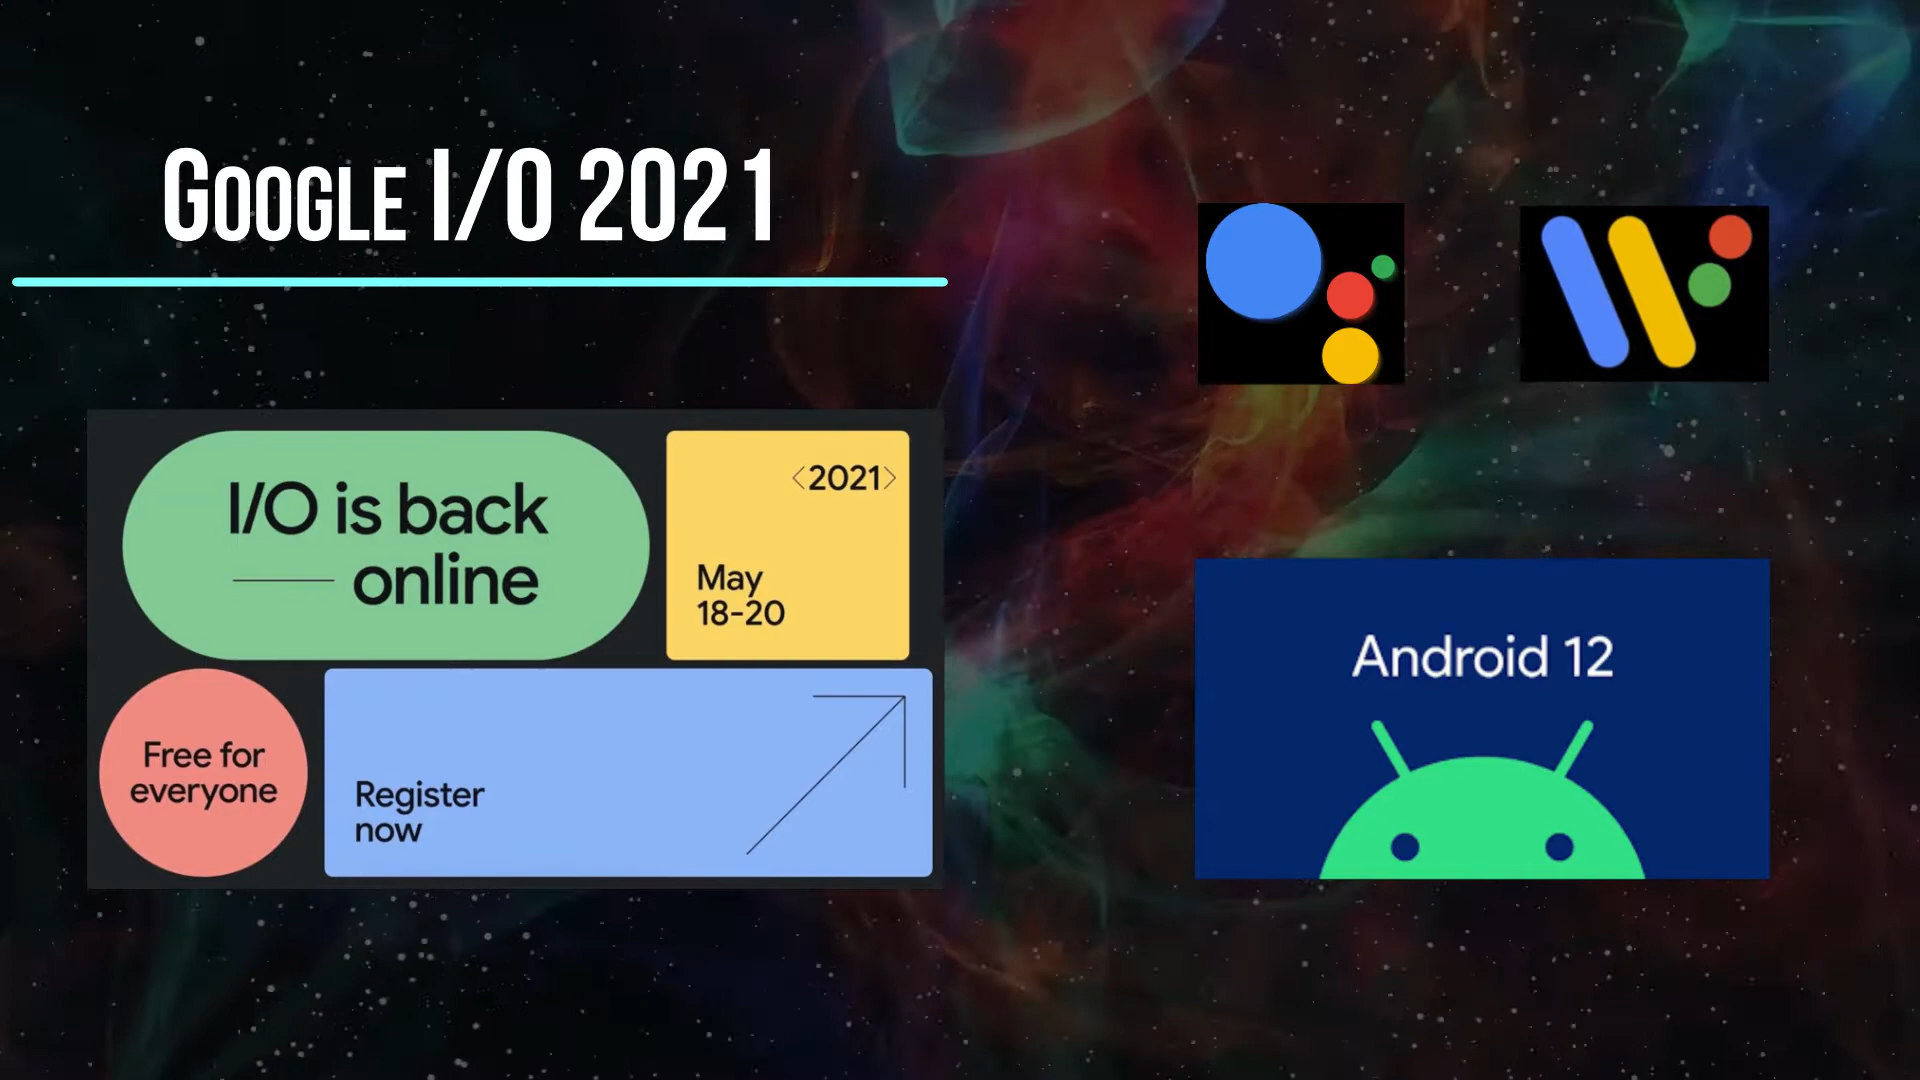 GOOGLE I/O 2021
I/O is back
online
<2021>
May
18-20
Free for
everyone
Register
now
Android 12